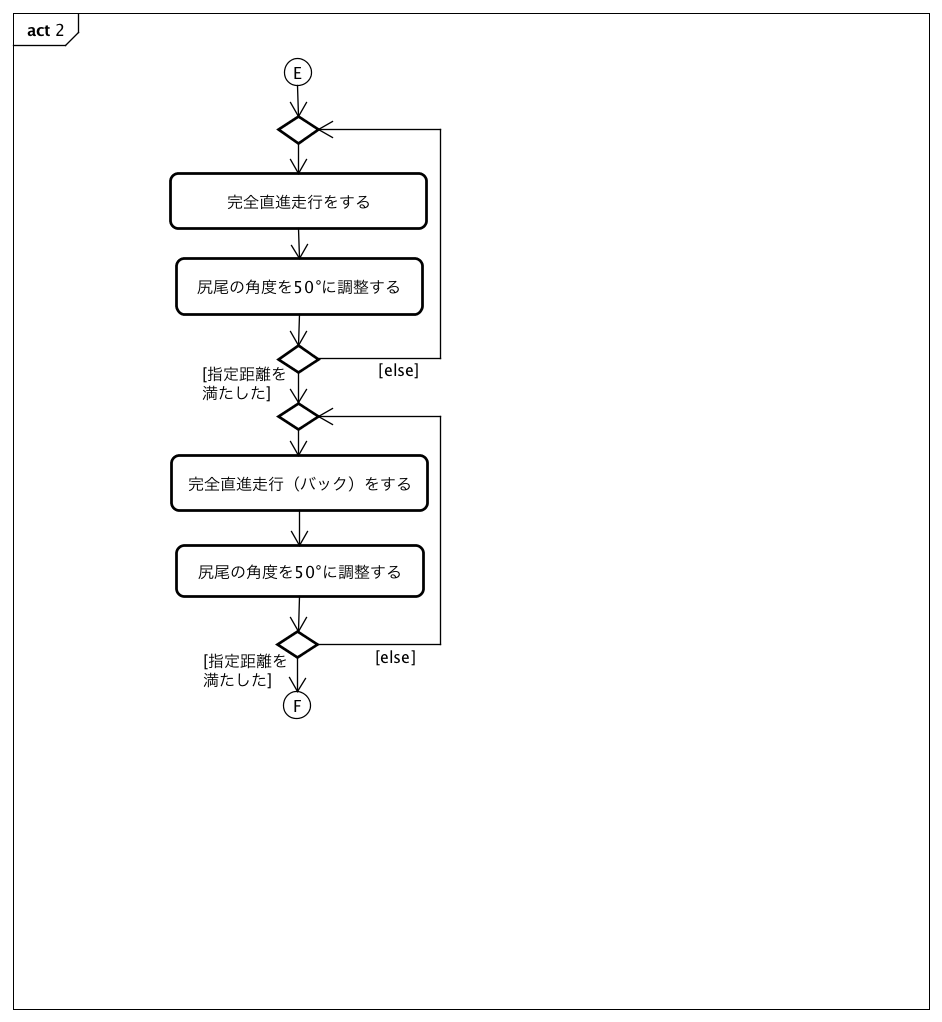 act 2
E
完全直進走行をする
尻尾の角度を50°に調整する
[指定距離を
満たした]
[else]
完全直進走行（バック）をする
尻尾の角度を50°に調整する
[指定距離を
満たした]
[else]
F